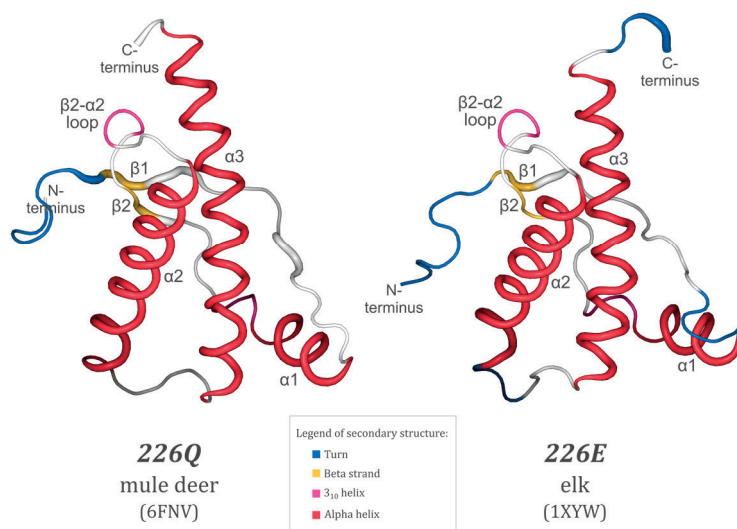 C-
terminus
β2-α2
loop
α3
β1
N-
terminus
β2
α2
α1
C-
terminus
β2-α2
loop
α3
β1
β2
α2
N-
terminus
α1
226Q
mule deer
(6FNV)
Legend of secondary structure:
Turn
Beta strand
3₁₀ helix
Alpha helix
226E
elk
(1XYW)